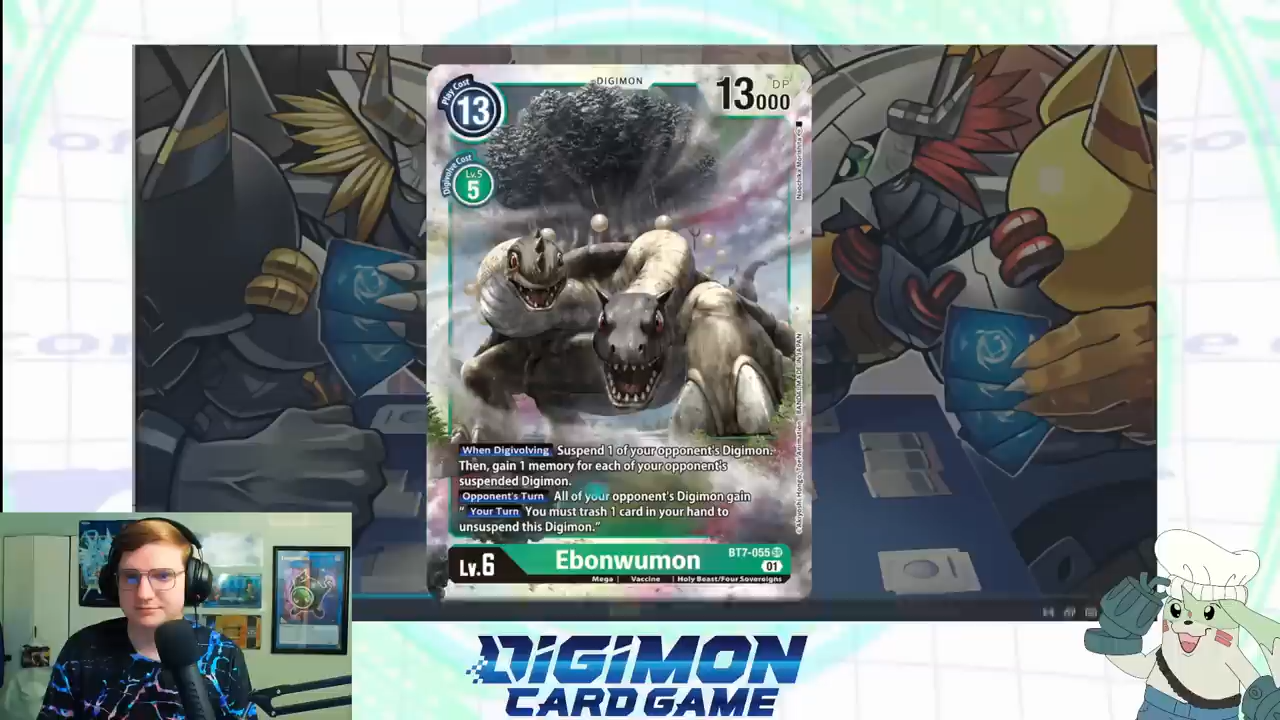 DIGIMON
Play Cost
13
DP
13000
Digivolve Cost
Lv.5
5
When Digivolving Suspend 1 of your opponent's Digimon.
Then, gain 1 memory for each of your opponent's
suspended Digimon.
Opponent's Turn All of your opponent's Digimon gain
" Your Turn You must trash 1 card in your hand to
unsuspend this Digimon."
Lv.6
Ebonwumon
BT7-055 SR
01
Mega | Vaccine | Holy Beast/Four Sovereigns
DIGIMON
CARD GAME